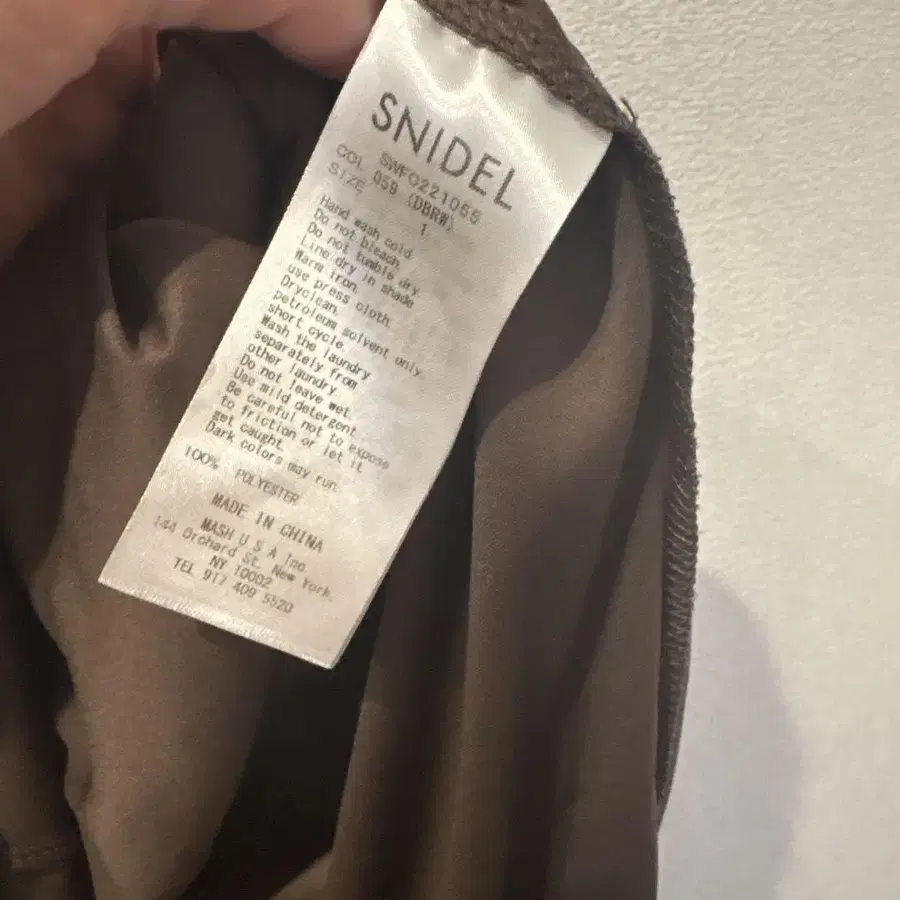 SNIDEL
SWFO221055
COL 059 (DBRW)
SIZE 1
Hand wash cold.
Do not bleach.
Do not tumble dry.
Line dry in shade
Warm iron.
use press cloth.
Dryclean.
petroleum solvent only.
short cycle.
Wash the laundry
separately from
other laundry.
Do not leave wet.
Use mild detergent.
Be careful not to expose
to friction or let it
get caught.
Dark colors may run.
100% POLYESTER
MADE IN CHINA
MASH U S A Inc.
144 Orchard St. New York.
NY 10002
TEL 917 409 5520